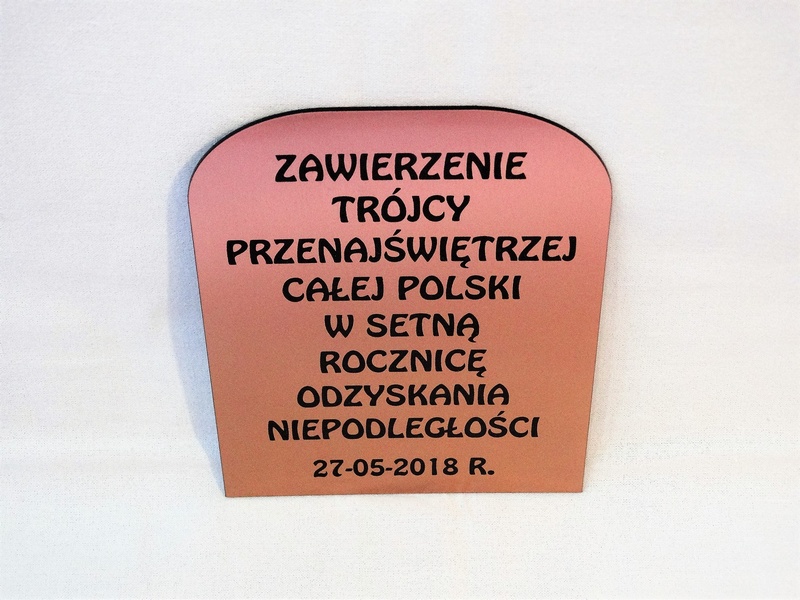 ZAWIERZENIE
TRÓJCY
PRZENAJŚWIĘTRZEJ
CAŁEJ POLSKI
W SETNĄ
ROCZNICĘ
ODZYSKANIA
NIEPODLEGŁOŚCI
27-05-2018 R.